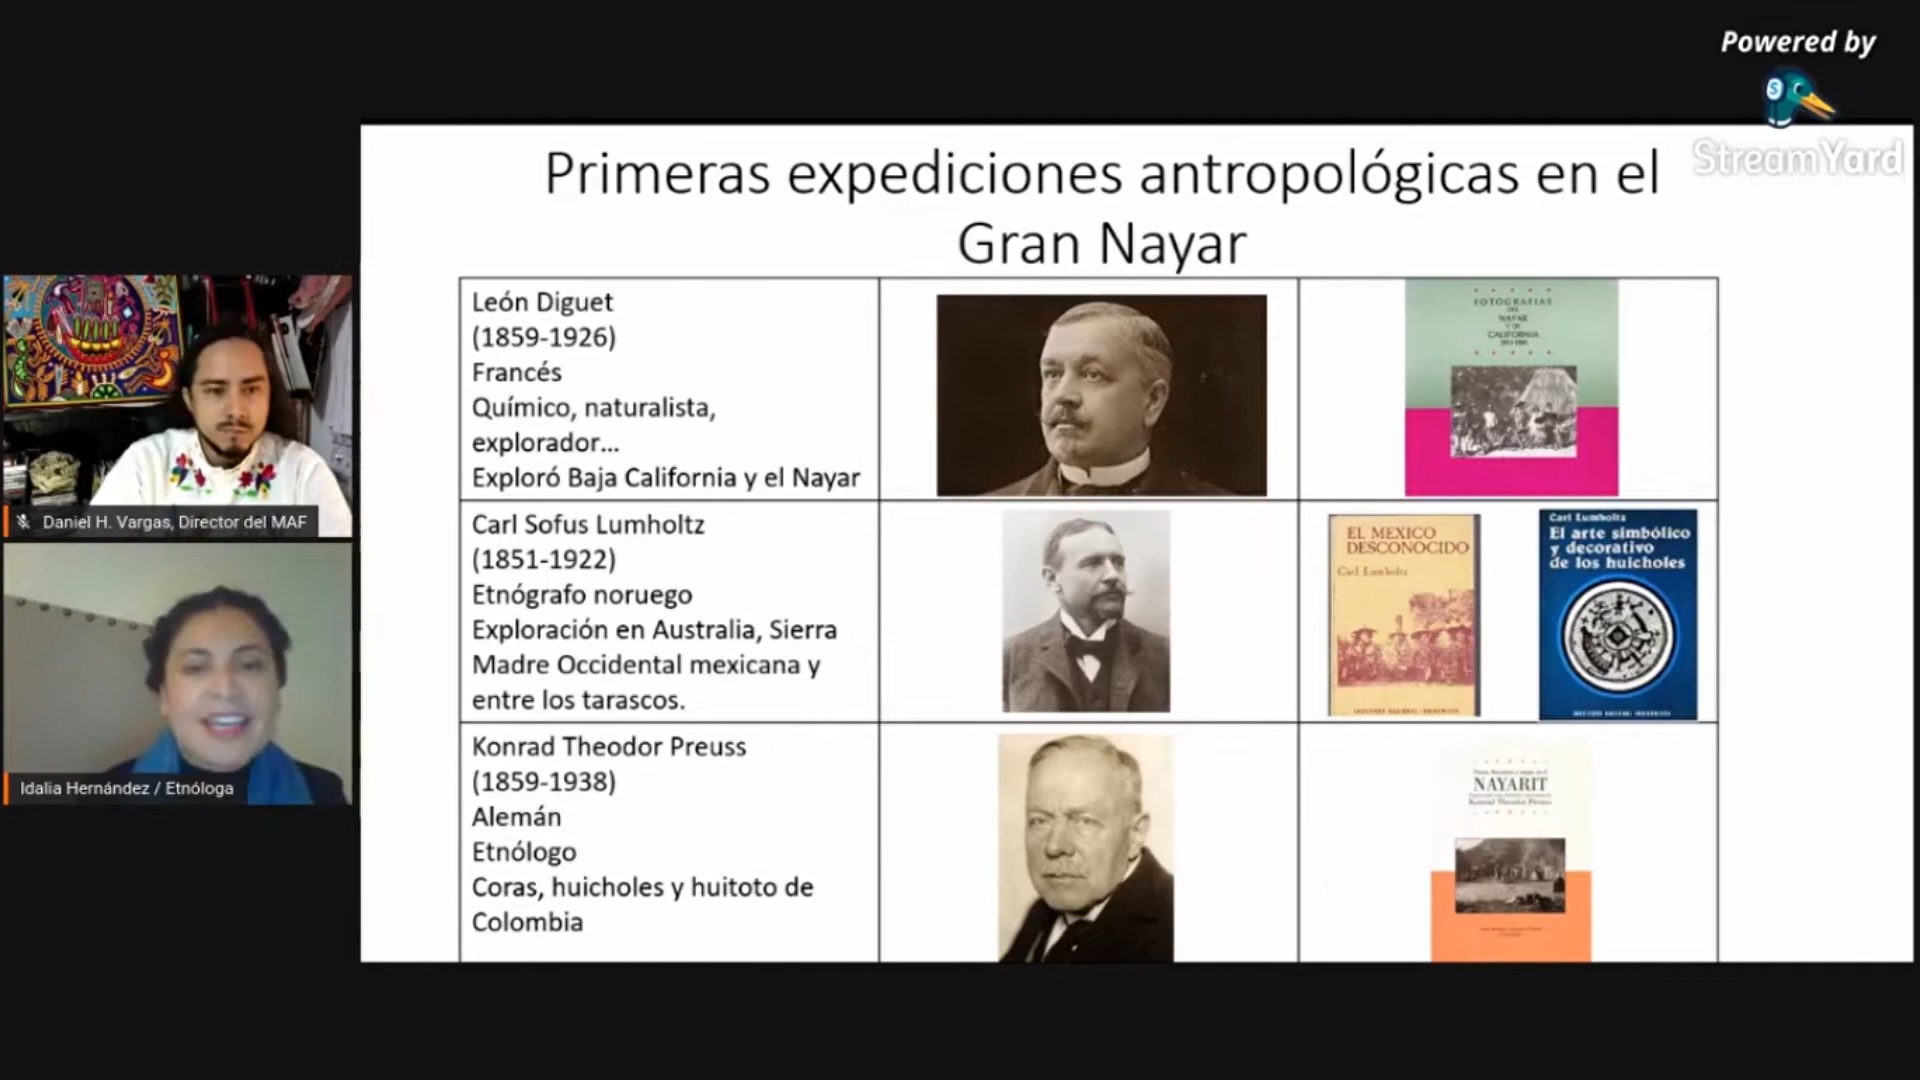 Powered by
StreamYard
Primeras expediciones antropológicas en el
Gran Nayar
León Diguet
(1859-1926)
Francés
Químico, naturalista,
explorador...
Exploró Baja California y el Nayar
FOTOGRAFIAS
DEL
NAYAR
Y DE
CALIFORNIA
Carl Sofus Lumholtz
(1851-1922)
Etnógrafo noruego
Exploración en Australia, Sierra
Madre Occidental mexicana y
entre los tarascos.
EL MEXICO
DESCONOCIDO
Carl Lumholtz
Carl Lumholtz
El arte simbólico
y decorativo
de los huicholes
Konrad Theodor Preuss
(1859-1938)
Alemán
Etnólogo
Coras, huicholes y huitoto de
Colombia
NAYARIT
Konrad Theodor Preuss
Daniel H. Vargas, Director del MAF
Idalia Hernández / Etnóloga